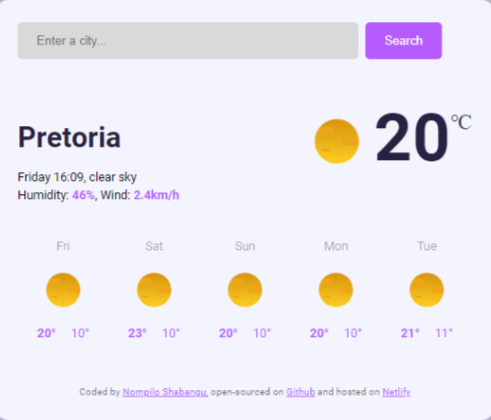 Enter a city...
Search
Pretoria
20°C
Friday 16:09, clear sky
Humidity: 46%, Wind: 2.4km/h
Fri Sat Sun Mon Tue
20° 10° 23° 10° 20° 10° 20° 10° 21° 11°
Coded by Nompilo Shabangu, open-sourced on Github and hosted on Netlify